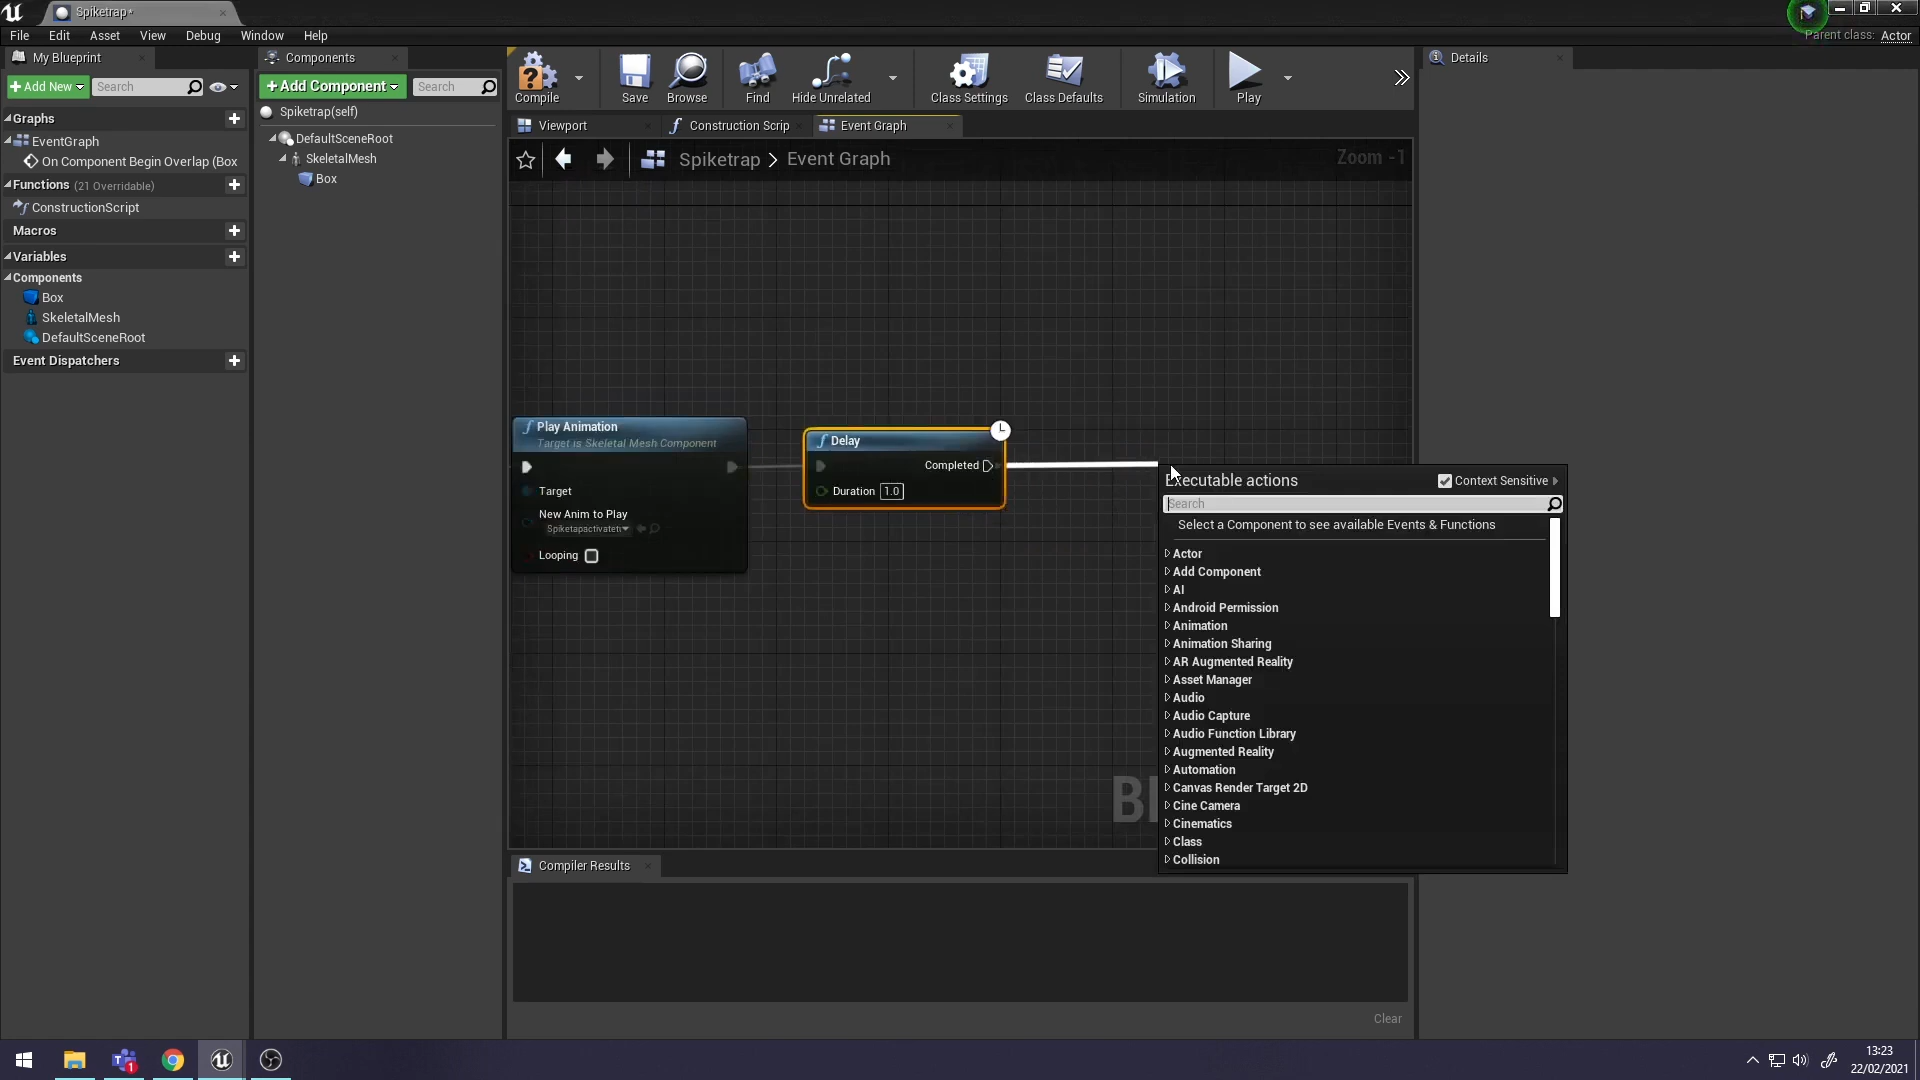 Spiketrap*
File Edit Asset View Debug Window Help
Parent class: Actor
My Blueprint
Components
Details
Add New
Search
+Add Component
Search
Compile
Save
Browse
Find
Hide Unrelated
Class Settings
Class Defaults
Simulation
Play
Spiketrap(self)
DefaultSceneRoot
SkeletalMesh
Box
Graphs
EventGraph
On Component Begin Overlap (Box
Functions (21 Overridable)
ConstructionScript
Macros
Variables
Components
Box
SkeletalMesh
DefaultSceneRoot
Event Dispatchers
Viewport
Construction Scrip
Event Graph
Spiketrap > Event Graph
Zoom -1
Play Animation
Target is Skeletal Mesh Component
Target
New Anim to Play
Looping
Delay
Completed
Duration 1.0
Executable actions
Context Sensitive
Search
Select a Component to see available Events & Functions
Actor
Add Component
AI
Android Permission
Animation
Animation Sharing
AR Augmented Reality
Asset Manager
Audio
Audio Capture
Audio Function Library
Augmented Reality
Automation
Canvas Render Target 2D
Cine Camera
Cinematics
Class
Collision
Compiler Results
Clear
13:23
22/02/2021